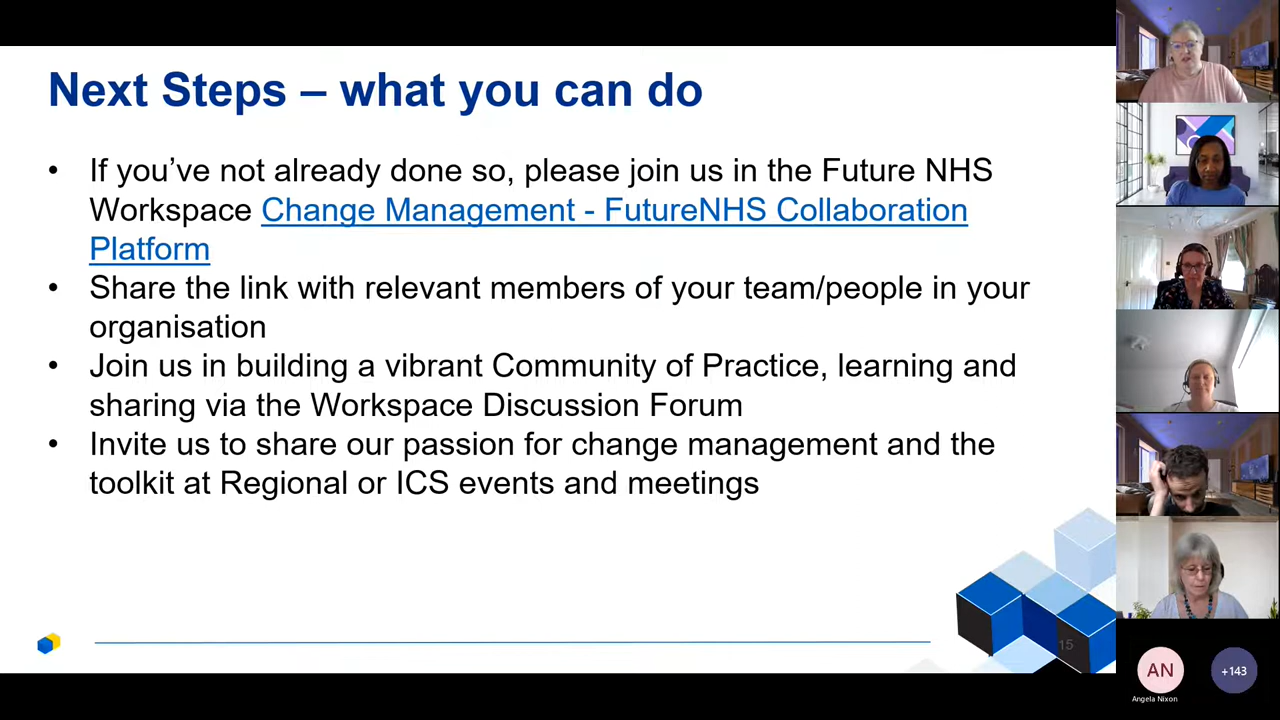 Next Steps – what you can do
• If you’ve not already done so, please join us in the Future NHS
Workspace Change Management - FutureNHS Collaboration
Platform
• Share the link with relevant members of your team/people in your
organisation
• Join us in building a vibrant Community of Practice, learning and
sharing via the Workspace Discussion Forum
• Invite us to share our passion for change management and the
toolkit at Regional or ICS events and meetings
15
AN
+143
Angela Nixon